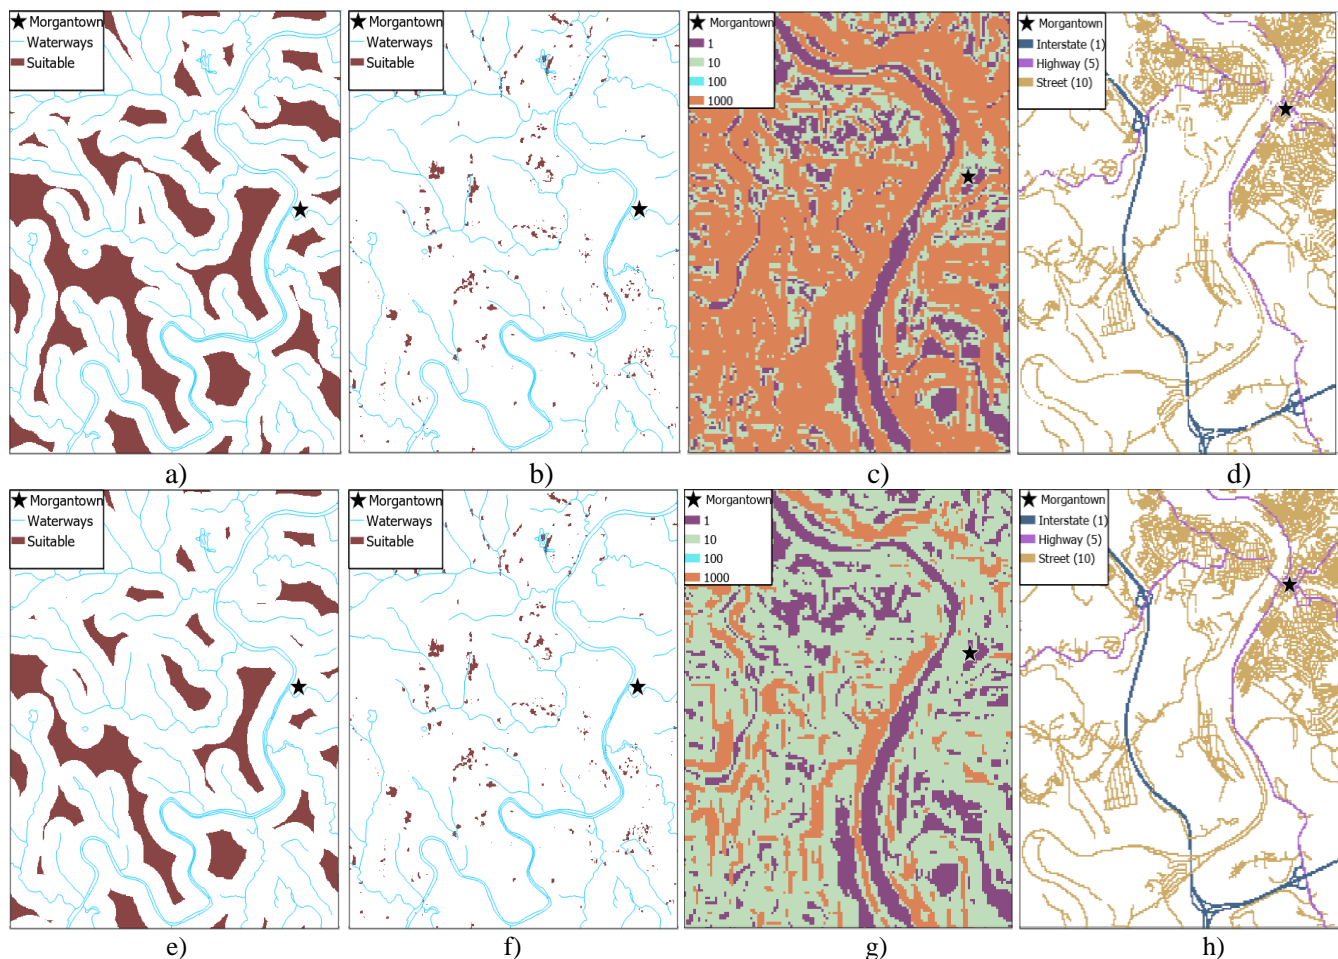 Morgantown
Waterways
Suitable
Morgantown
Waterways
Suitable
Morgantown
1
10
100
1000
Morgantown
Interstate (1)
Highway (5)
Street (10)
a)
b)
c)
d)
Morgantown
Waterways
Suitable
Morgantown
Waterways
Suitable
Morgantown
1
10
100
1000
Morgantown
Interstate (1)
Highway (5)
Street (10)
e)
f)
g)
h)